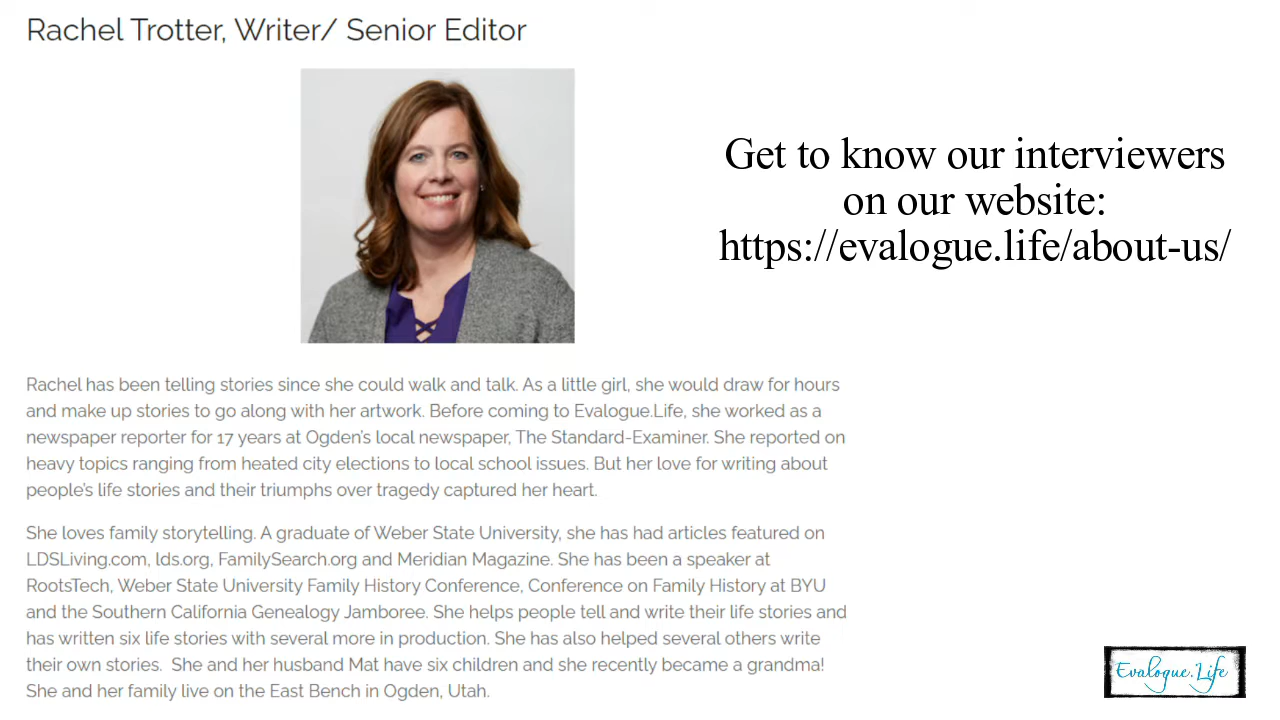 Rachel Trotter, Writer/ Senior Editor
Get to know our interviewers
on our website:
https://evalogue.life/about-us/
Rachel has been telling stories since she could walk and talk. As a little girl, she would draw for hours
and make up stories to go along with her artwork. Before coming to Evalogue.Life, she worked as a
newspaper reporter for 17 years at Ogden's local newspaper, The Standard-Examiner. She reported on
heavy topics ranging from heated city elections to local school issues. But her love for writing about
people's life stories and their triumphs over tragedy captured her heart.
She loves family storytelling. A graduate of Weber State University, she has had articles featured on
LDSLiving.com, lds.org, FamilySearch.org and Meridian Magazine. She has been a speaker at
RootsTech, Weber State University Family History Conference, Conference on Family History at BYU
and the Southern California Genealogy Jamboree. She helps people tell and write their life stories and
has written six life stories with several more in production. She has also helped several others write
their own stories.  She and her husband Mat have six children and she recently became a grandma!
She and her family live on the East Bench in Ogden, Utah.
Evalogue.Life